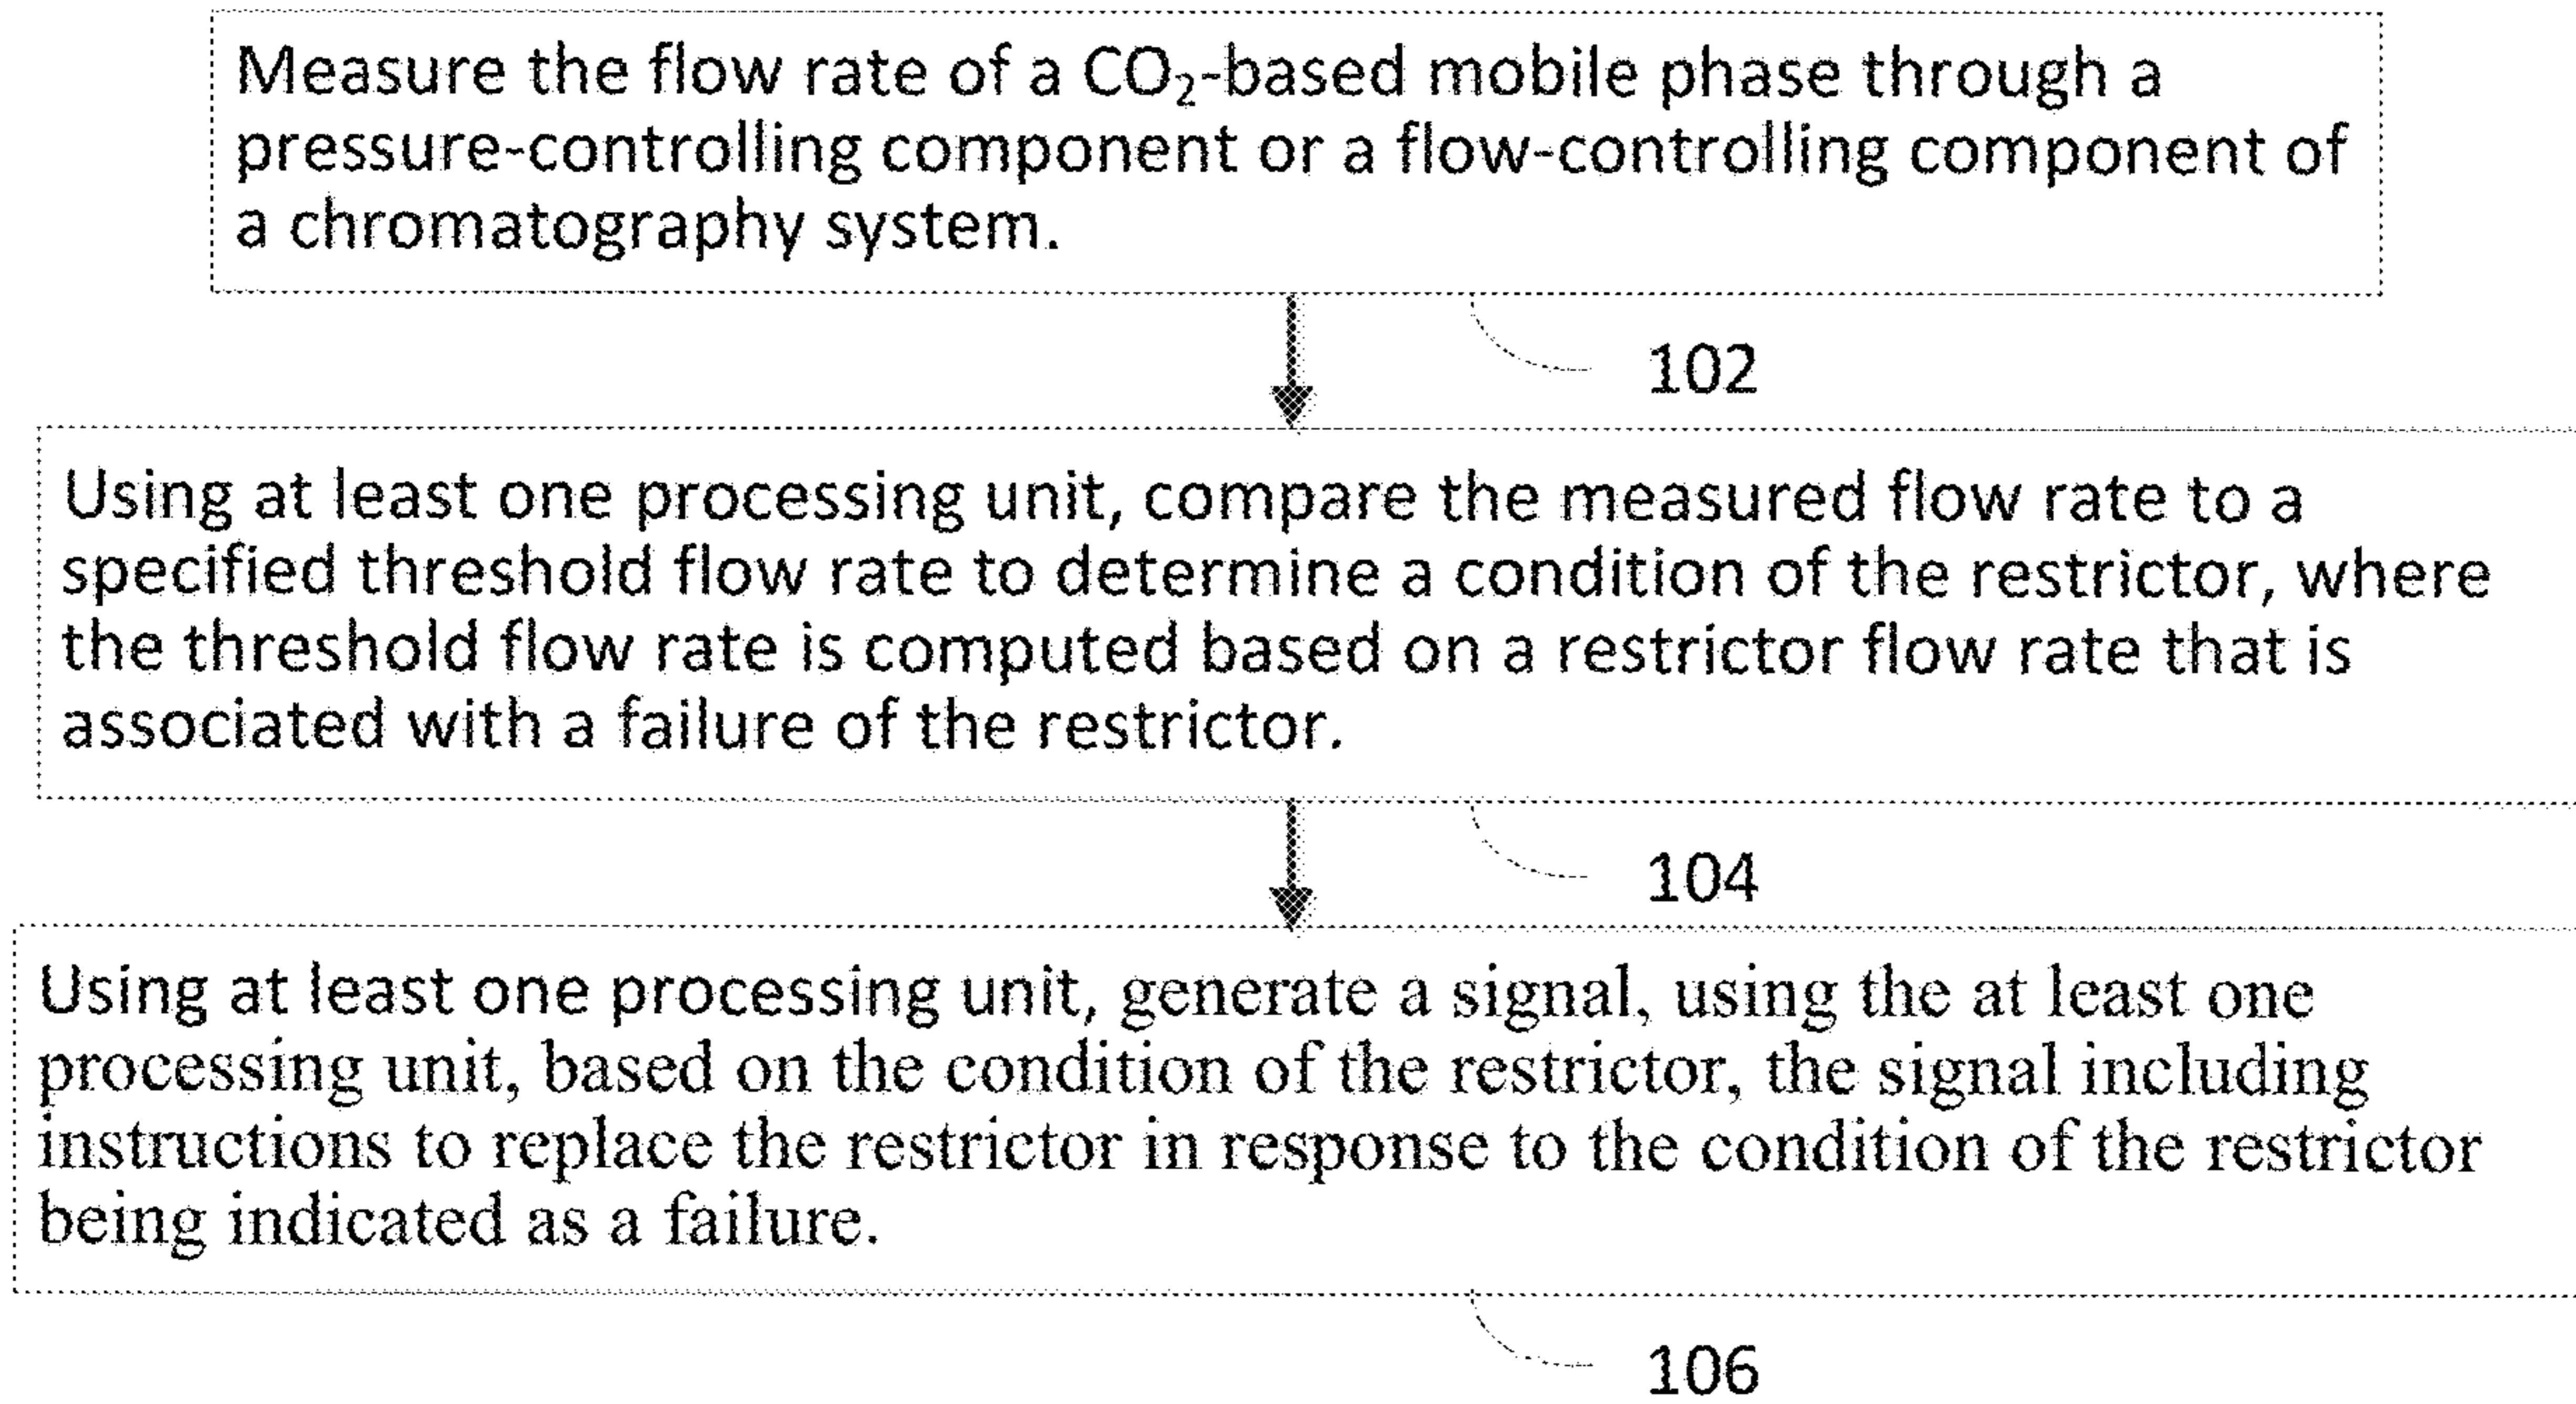 Measure the flow rate of a CO₂-based mobile phase through a
pressure-controlling component or a flow-controlling component of
a chromatography system.
102
Using at least one processing unit, compare the measured flow rate to a
specified threshold flow rate to determine a condition of the restrictor, where
the threshold flow rate is computed based on a restrictor flow rate that is
associated with a failure of the restrictor.
104
Using at least one processing unit, generate a signal, using the at least one
processing unit, based on the condition of the restrictor, the signal including
instructions to replace the restrictor in response to the condition of the restrictor
being indicated as a failure.
106